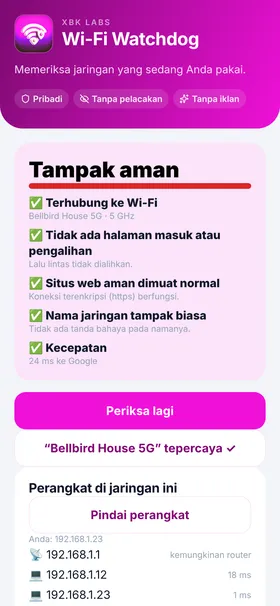 XBK LABS
Wi-Fi Watchdog
Memeriksa jaringan yang sedang Anda pakai.
Pribadi
Tanpa pelacakan
Tanpa iklan
Tampak aman
✅ Terhubung ke Wi-Fi
Bellbird House 5G · 5 GHz
✅ Tidak ada halaman masuk atau
pengalihan
Lalu lintas tidak dialihkan.
✅ Situs web aman dimuat normal
Koneksi terenkripsi (https) berfungsi.
✅ Nama jaringan tampak biasa
Tidak ada tanda bahaya pada namanya.
✅ Kecepatan
24 ms ke Google
Periksa lagi
“Bellbird House 5G” tepercaya ✓
Perangkat di jaringan ini
Pindai perangkat
Anda: 192.168.1.23
192.168.1.1 kemungkinan router
192.168.1.12 18 ms
192.168.1.23 1 ms